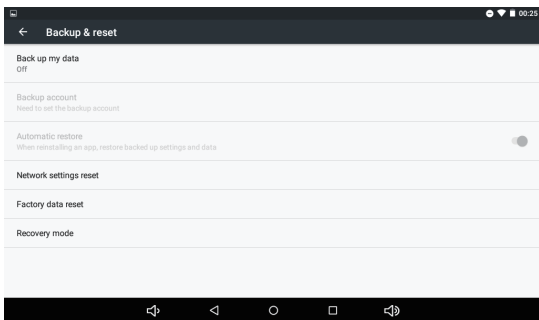 00:25
Backup & reset
Back up my data
Off
Backup account
Need to set the backup account
Automatic restore
When reinstalling an app, restore backed up settings and data
Network settings reset
Factory data reset
Recovery mode